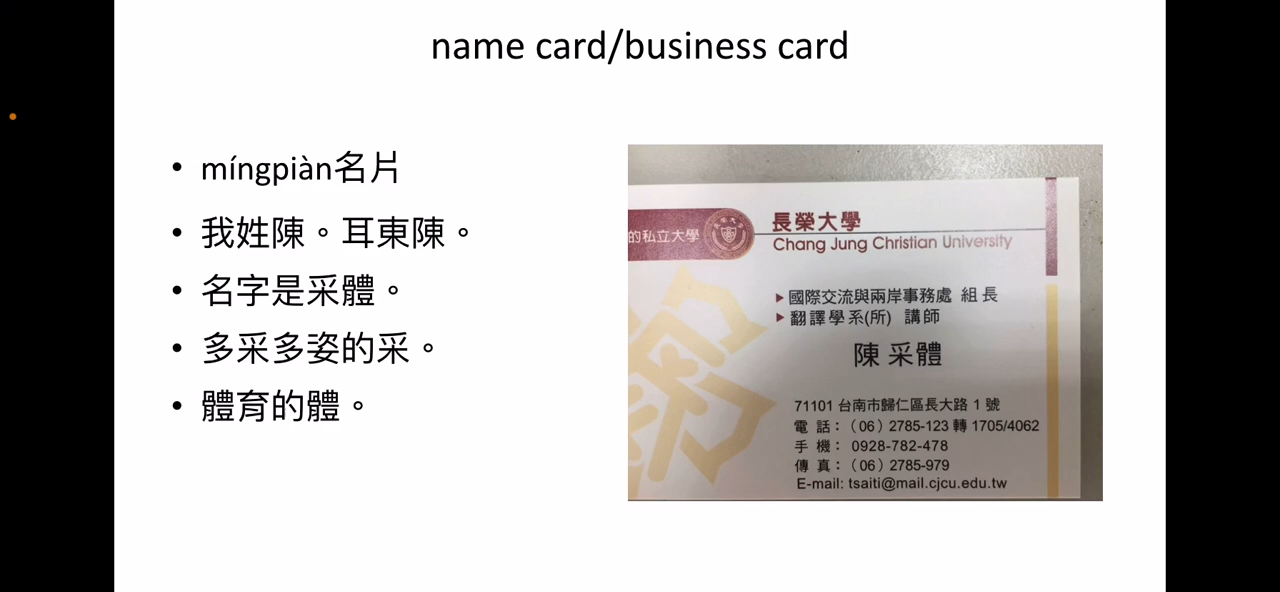 name card/business card
• míngpiàn名片
• 我姓陳。耳東陳。
• 名字是采體。
• 多采多姿的采。
• 體育的體。
的私立大學
長榮大學
Chang Jung Christian University
▶國際交流與兩岸事務處 組長
▶翻譯學系(所) 講師
陳采體
71101 台南市歸仁區長大路 1 號
電 話：（06）2785-123 轉 1705/4062
手 機： 0928-782-478
傳 真：（06）2785-979
E-mail: tsaiti@mail.cjcu.edu.tw